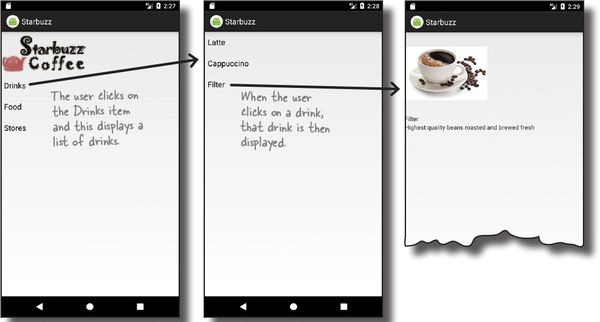 2:27
Starbuzz
Starbuzz
Coffee
Drinks
Food
Stores
The user clicks on
the Drinks item
and this displays a
list of drinks.
2:28
Starbuzz
Latte
Cappuccino
Filter
When the user
clicks on a drink,
that drink is then
displayed.
2:29
Starbuzz
Filter
Highest quality beans roasted and brewed fresh